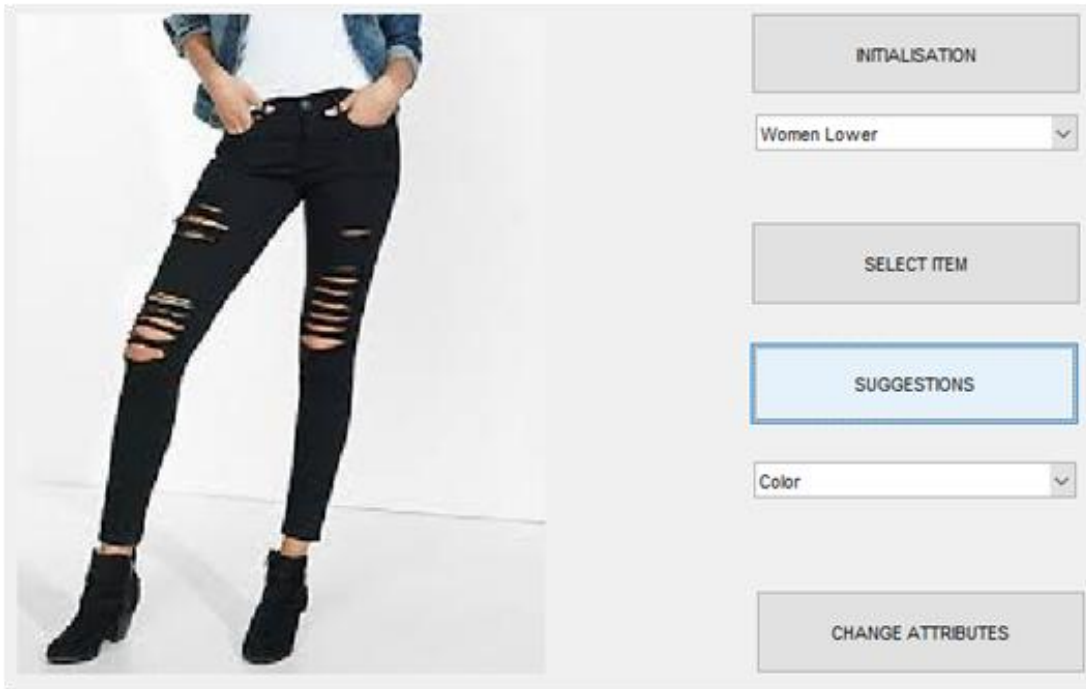 INITIALISATION
Women Lower
SELECT ITEM
SUGGESTIONS
Color
CHANGE ATTRIBUTES